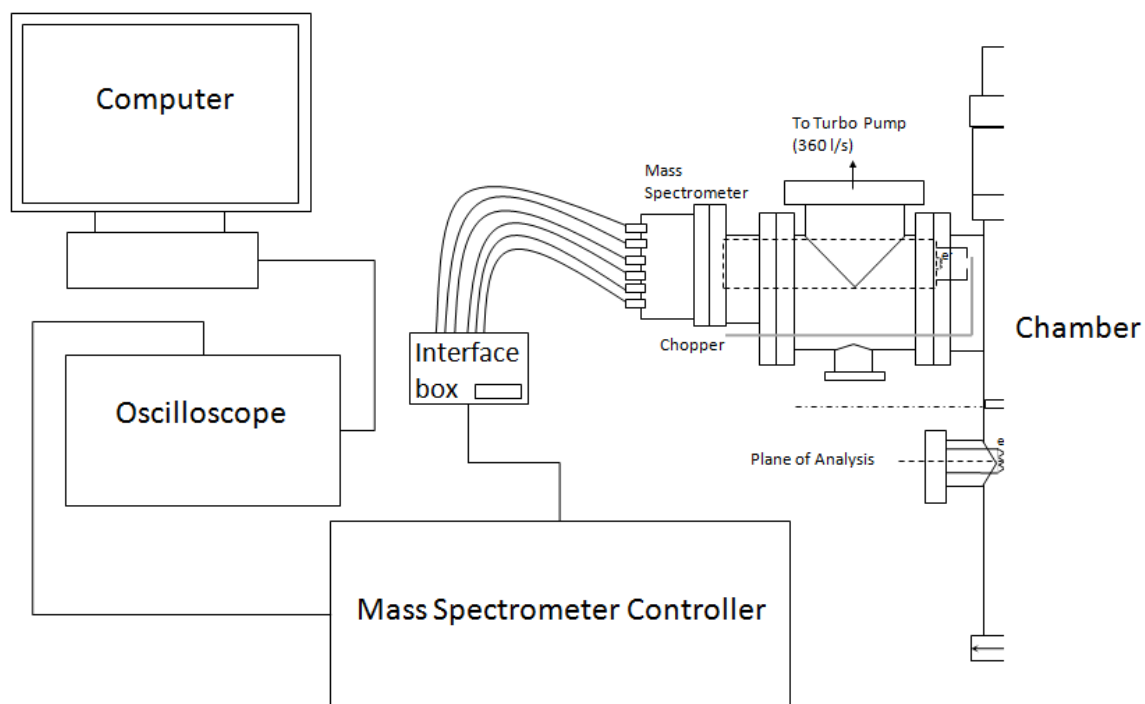 Computer
To Turbo Pump
(360 l/s)
Mass
Spectrometer
Chamber
Chopper
Interface
box
Oscilloscope
Plane of Analysis
Mass Spectrometer Controller